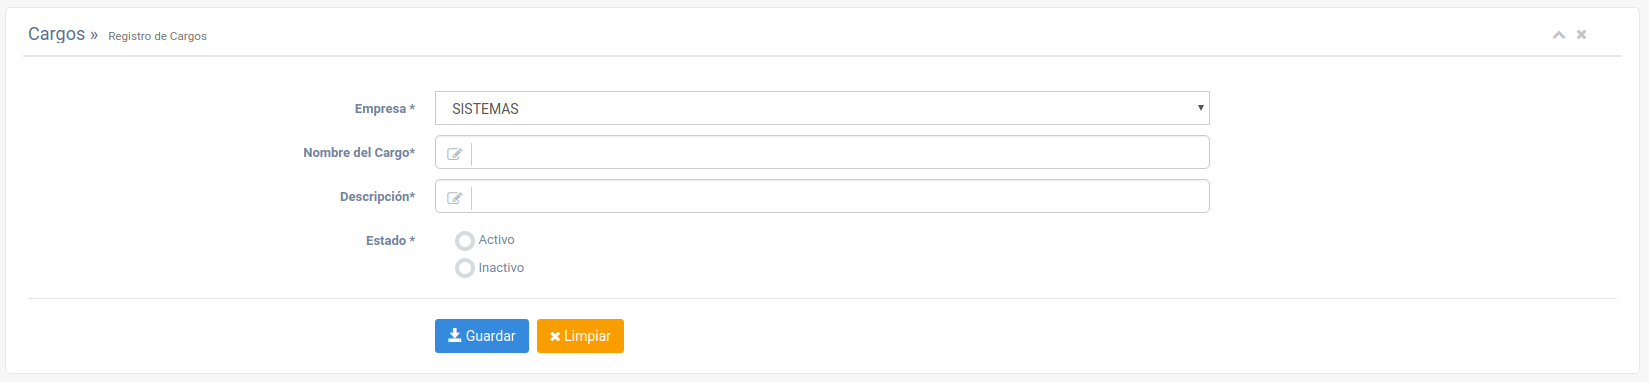 Cargos » Registro de Cargos
Empresa * SISTEMAS
Nombre del Cargo*
Descripción*
Estado * Activo
Inactivo
Guardar Limpiar